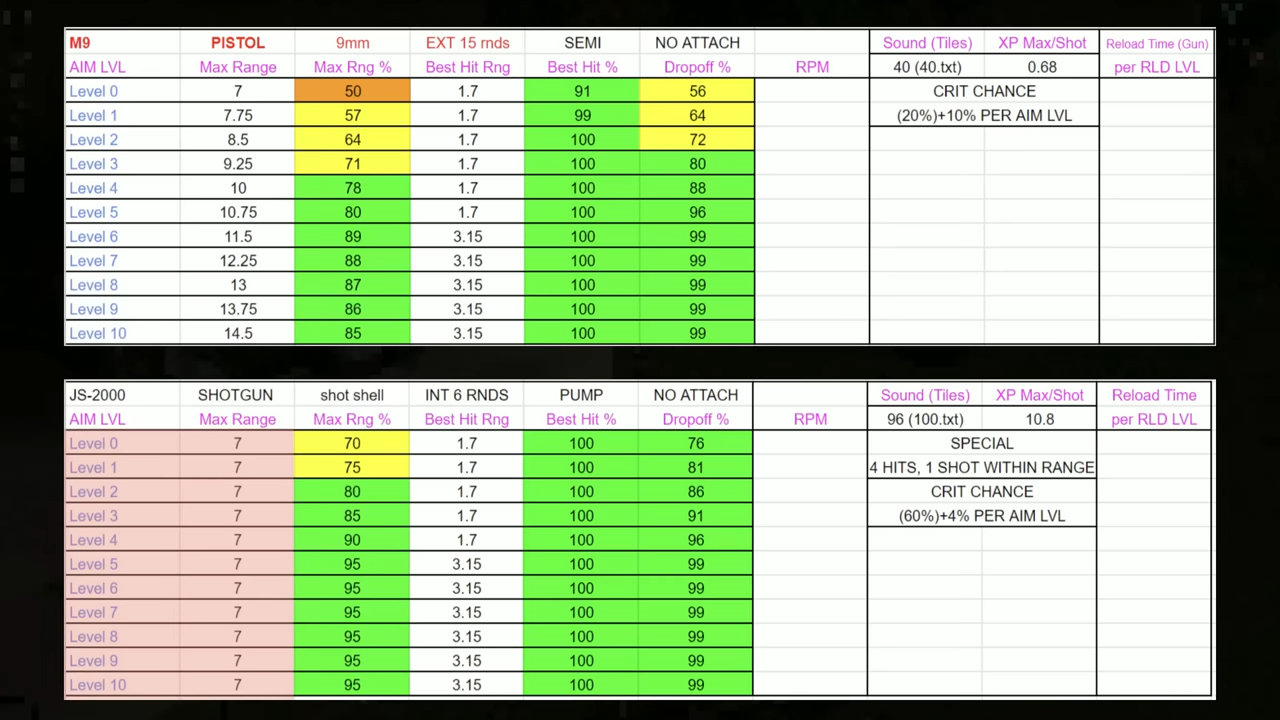 M9 PISTOL 9mm EXT 15 rnds SEMI NO ATTACH Sound (Tiles) XP Max/Shot Reload Time (Gun)
AIM LVL Max Range Max Rng % Best Hit Rng Best Hit % Dropoff % RPM 40 (40.txt) 0.68 per RLD LVL
Level 0 7 50 1.7 91 56 CRIT CHANCE
Level 1 7.75 57 1.7 99 64 (20%)+10% PER AIM LVL
Level 2 8.5 64 1.7 100 72
Level 3 9.25 71 1.7 100 80
Level 4 10 78 1.7 100 88
Level 5 10.75 80 1.7 100 96
Level 6 11.5 89 3.15 100 99
Level 7 12.25 88 3.15 100 99
Level 8 13 87 3.15 100 99
Level 9 13.75 86 3.15 100 99
Level 10 14.5 85 3.15 100 99
JS-2000 SHOTGUN shot shell INT 6 RNDS PUMP NO ATTACH Sound (Tiles) XP Max/Shot Reload Time
AIM LVL Max Range Max Rng % Best Hit Rng Best Hit % Dropoff % RPM 96 (100.txt) 10.8 per RLD LVL
Level 0 7 70 1.7 100 76 SPECIAL
Level 1 7 75 1.7 100 81 4 HITS, 1 SHOT WITHIN RANGE
Level 2 7 80 1.7 100 86 CRIT CHANCE
Level 3 7 85 1.7 100 91 (60%)+4% PER AIM LVL
Level 4 7 90 1.7 100 96
Level 5 7 95 3.15 100 99
Level 6 7 95 3.15 100 99
Level 7 7 95 3.15 100 99
Level 8 7 95 3.15 100 99
Level 9 7 95 3.15 100 99
Level 10 7 95 3.15 100 99